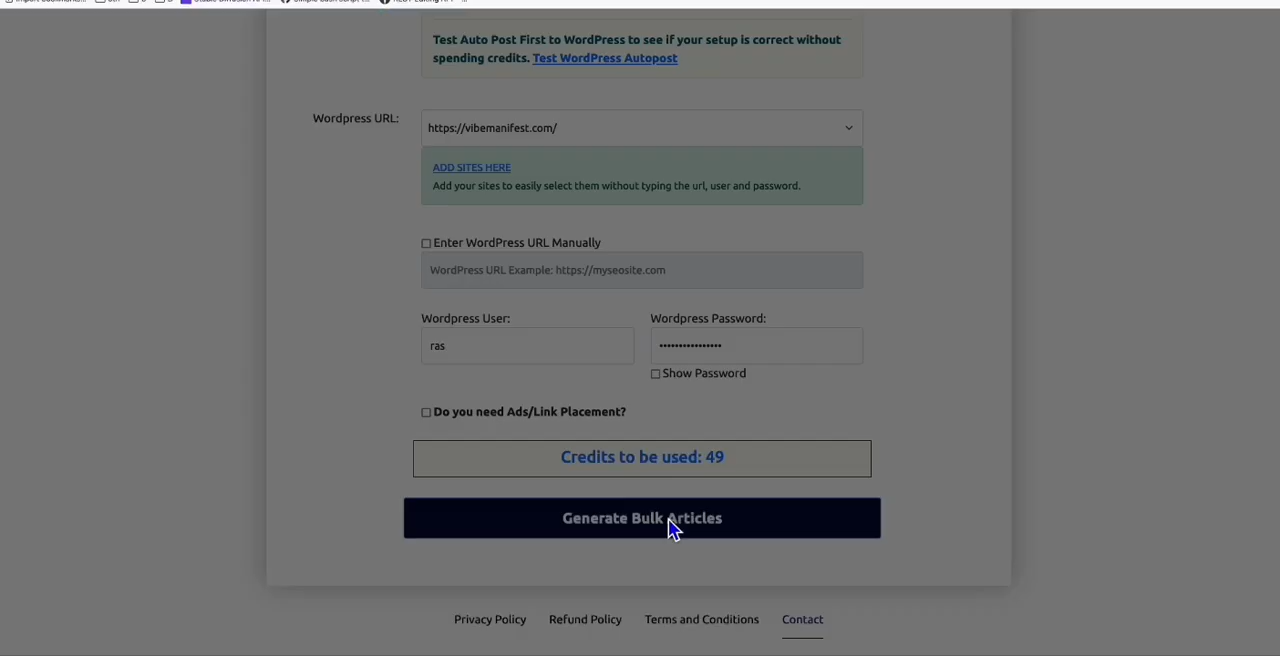 Test Auto Post First to WordPress to see if your setup is correct without
spending credits. Test WordPress Autopost
Wordpress URL:
https://vibemanifest.com/
ADD SITES HERE
Add your sites to easily select them without typing the url, user and password.
Enter WordPress URL Manually
WordPress URL Example: https://myseosite.com
Wordpress User: Wordpress Password:
ras ••••••••••••••••
Show Password
Do you need Ads/Link Placement?
Credits to be used: 49
Generate Bulk Articles
Privacy Policy Refund Policy Terms and Conditions Contact